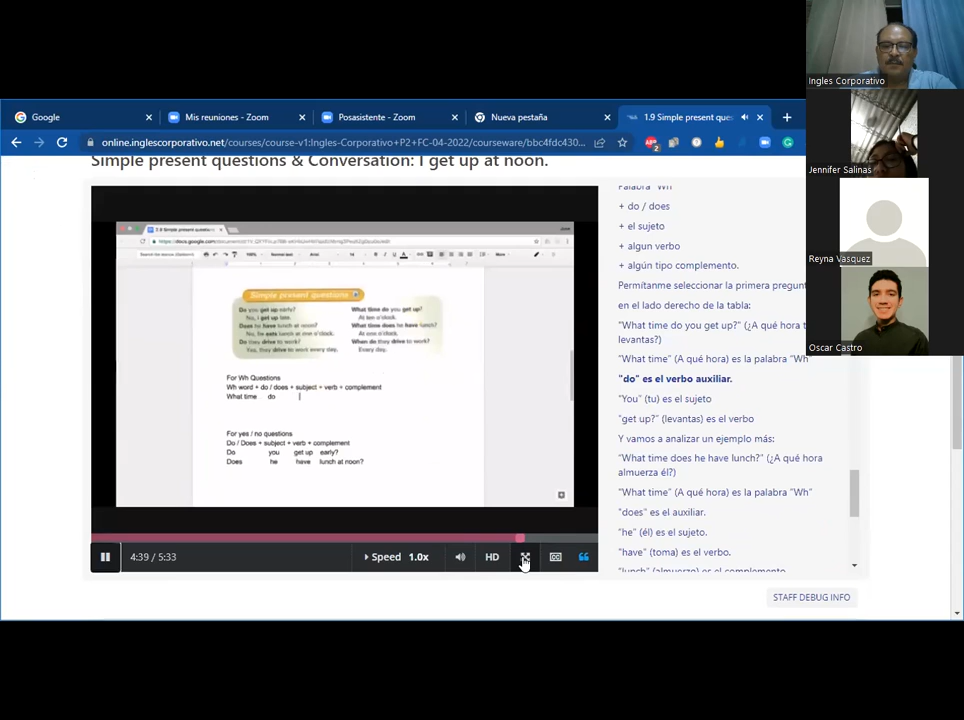 Google
Mis reuniones - Zoom
Posasistente - Zoom
Nueva pestaña
1.9 Simple present ques
online.inglescorporativo.net/courses/course-v1:Ingles-Corporativo+P2+FC-04-2022/courseware/bbc4fdc430...
2
Simple present questions & Conversation: I get up at noon.
Simple present questions
Do you get up early?
No, I get up late.
Does he have lunch at noon?
No, he eats lunch at one o'clock.
Do they drive to work?
Yes, they drive to work every day.
What time do you get up?
At ten o'clock.
What time does he have lunch?
At one o'clock.
When do they drive to work?
Every day.
For Wh Questions
Wh word + do / does + subject + verb + complement
What time do
For yes / no questions
Do / Does + subject + verb + complement
Do you get up early?
Does he have lunch at noon?
4:39 / 5:33
Speed 1.0x
HD
Palabra "Wh"
+ do / does
+ el sujeto
+ algun verbo
+ algún tipo complemento.
Permítanme seleccionar la primera pregunt
en el lado derecho de la tabla:
"What time do you get up?" (¿A qué hora t
levantas?)
"What time" (A qué hora) es la palabra "Wh
"do" es el verbo auxiliar.
"You" (tu) es el sujeto
"get up?" (levantas) es el verbo
Y vamos a analizar un ejemplo más:
"What time does he have lunch?" (¿A qué hora
almuerza él?)
"What time" (A qué hora) es la palabra "Wh"
"does" es el auxiliar.
"he" (él) es el sujeto.
"have" (toma) es el verbo.
"lunch" (almuerzo) es el complemento
STAFF DEBUG INFO
Ingles Corporativo
Jennifer Salinas
Reyna Vasquez
Oscar Castro